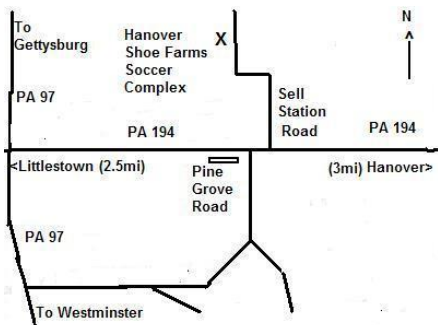 To
Gettysburg
Hanover
Shoe Farms
Soccer
Complex
X
N
PA 97
Sell
Station
Road
PA 194
PA 194
<Littlestown (2.5mi)
Pine
Grove
Road
(3mi) Hanover>
PA 97
To Westminster